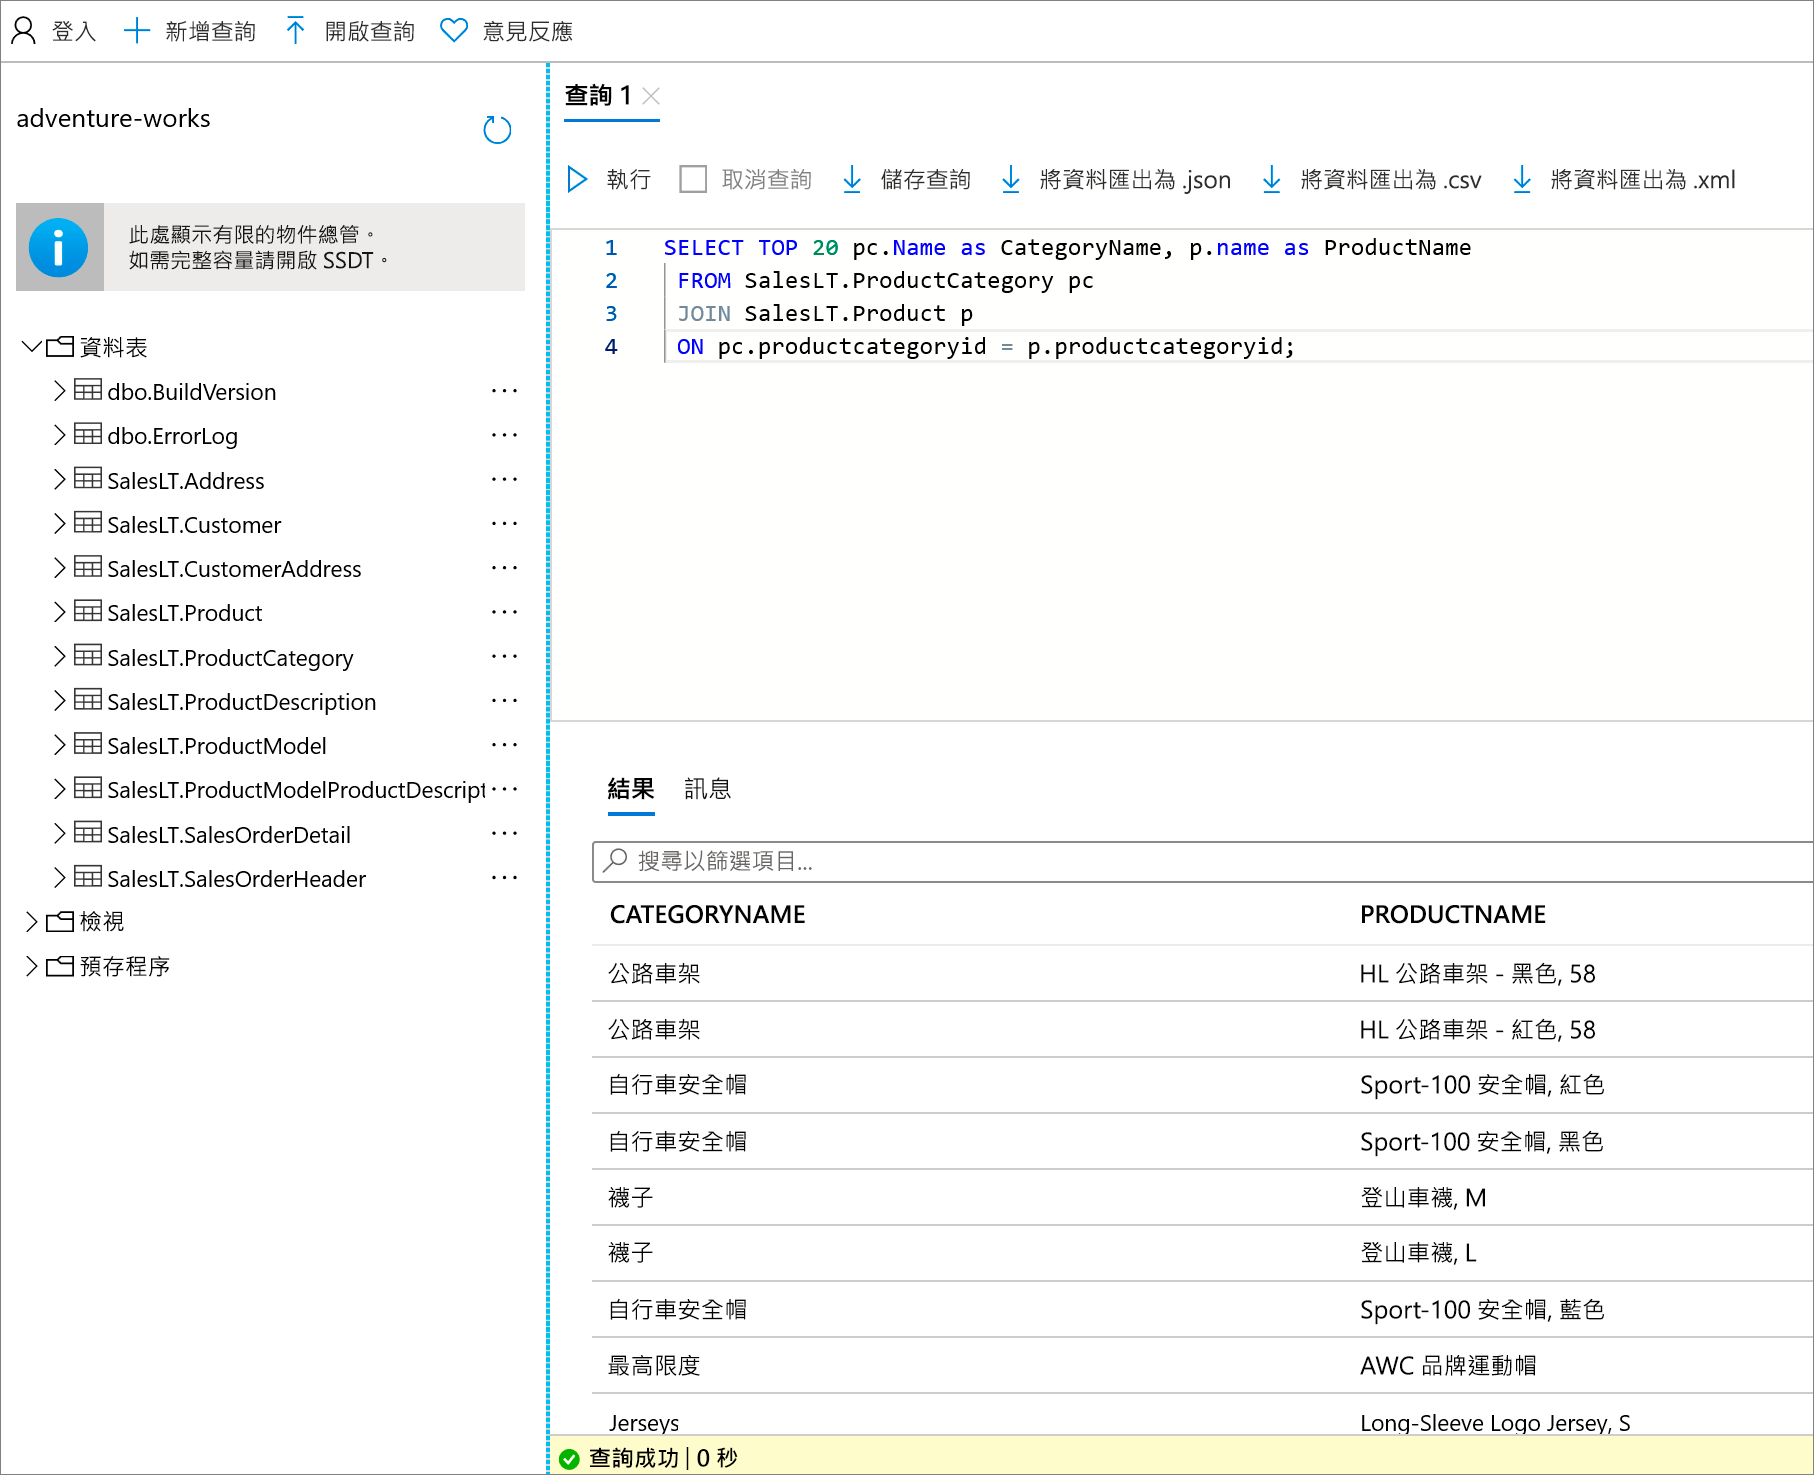 登入 新增查詢 開啟查詢 意見反應
adventure-works
此處顯示有限的物件總管。
如需完整容量請開啟 SSDT。
資料表
dbo.BuildVersion ...
dbo.ErrorLog ...
SalesLT.Address ...
SalesLT.Customer ...
SalesLT.CustomerAddress ...
SalesLT.Product ...
SalesLT.ProductCategory ...
SalesLT.ProductDescription ...
SalesLT.ProductModel ...
SalesLT.ProductModelProductDescript ...
SalesLT.SalesOrderDetail ...
SalesLT.SalesOrderHeader ...
檢視
預存程序
查詢 1
執行 取消查詢 儲存查詢 將資料匯出為 .json 將資料匯出為 .csv 將資料匯出為 .xml
1 SELECT TOP 20 pc.Name as CategoryName, p.name as ProductName
2 FROM SalesLT.ProductCategory pc
3 JOIN SalesLT.Product p
4 ON pc.productcategoryid = p.productcategoryid;
結果 訊息
搜尋以篩選項目...
CATEGORYNAME PRODUCTNAME
公路車架 HL 公路車架 - 黑色, 58
公路車架 HL 公路車架 - 紅色, 58
自行車安全帽 Sport-100 安全帽, 紅色
自行車安全帽 Sport-100 安全帽, 黑色
襪子 登山車襪, M
襪子 登山車襪, L
自行車安全帽 Sport-100 安全帽, 藍色
最高限度 AWC 品牌運動帽
Jerseys Long-Sleeve Logo Jersey, S
查詢成功 | 0 秒